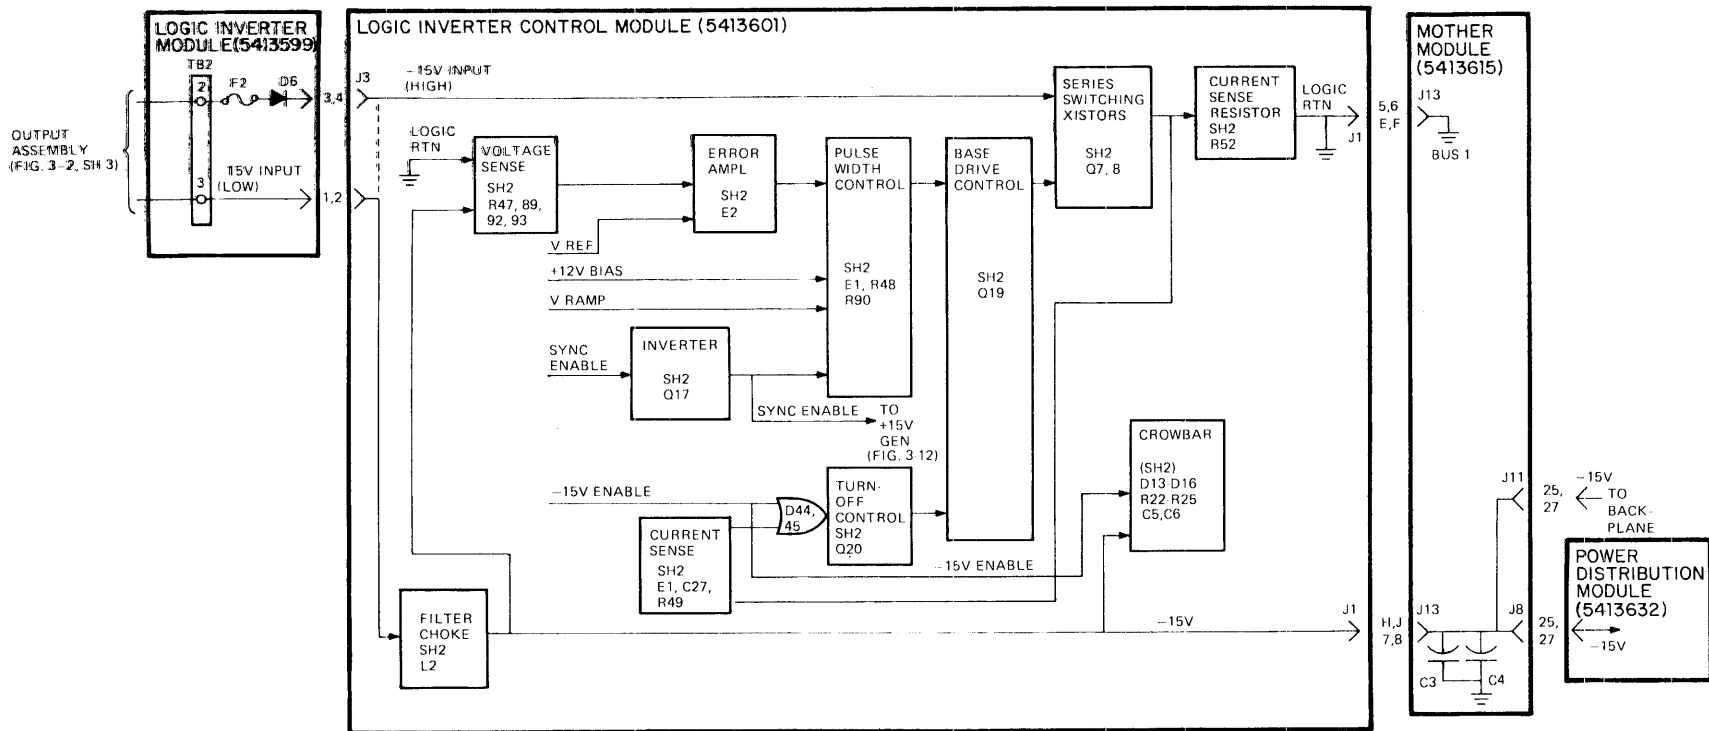 LOGIC INVERTER
MODULE(5413599)
TB2
2
F2
D6
3,4
OUTPUT
ASSEMBLY
(FIG. 3-2, SH 3)
15V INPUT
(LOW)
3
1,2
LOGIC INVERTER CONTROL MODULE (5413601)
J3
-15V INPUT
(HIGH)
LOGIC
RTN
VOLTAGE
SENSE
SH2
R47, 89,
92, 93
ERROR
AMPL
SH2
E2
PULSE
WIDTH
CONTROL
SH2
E1, R48
R90
BASE
DRIVE
CONTROL
SH2
Q19
SERIES
SWITCHING
XISTORS
SH2
Q7, 8
CURRENT
SENSE
RESISTOR
SH2
R52
LOGIC
RTN
J1
5,6
E,F
V REF
+12V BIAS
V RAMP
SYNC
ENABLE
INVERTER
SH2
Q17
SYNC ENABLE
TO
+15V
GEN
(FIG. 3-12)
-15V ENABLE
D44,
45
TURN-
OFF
CONTROL
SH2
Q20
CURRENT
SENSE
SH2
E1, C27,
R49
-15V ENABLE
CROWBAR
(SH2)
D13-D16
R22-R25
C5,C6
FILTER
CHOKE
SH2
L2
-15V
J1
H,J
7,8
MOTHER
MODULE
(5413615)
J13
BUS 1
J11
25,
27
-15V
TO
BACK-
PLANE
J13
J8
25,
27
C3
C4
POWER
DISTRIBUTION
MODULE
(5413632)
-15V